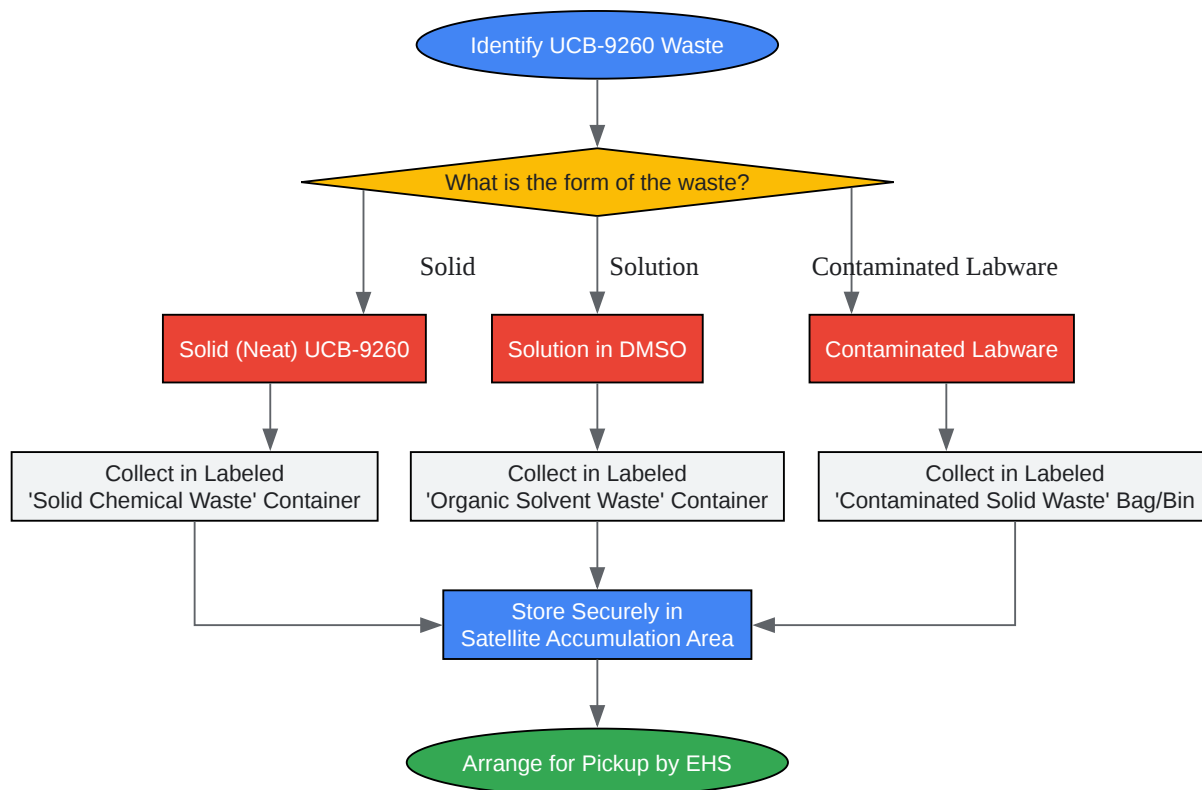 Identify UCB-9260 Waste
What is the form of the waste?
Solid
Solution
Contaminated Labware
Solid (Neat) UCB-9260
Solution in DMSO
Contaminated Labware
Collect in Labeled
'Solid Chemical Waste' Container
Collect in Labeled
'Organic Solvent Waste' Container
Collect in Labeled
'Contaminated Solid Waste' Bag/Bin
Store Securely in
Satellite Accumulation Area
Arrange for Pickup by EHS